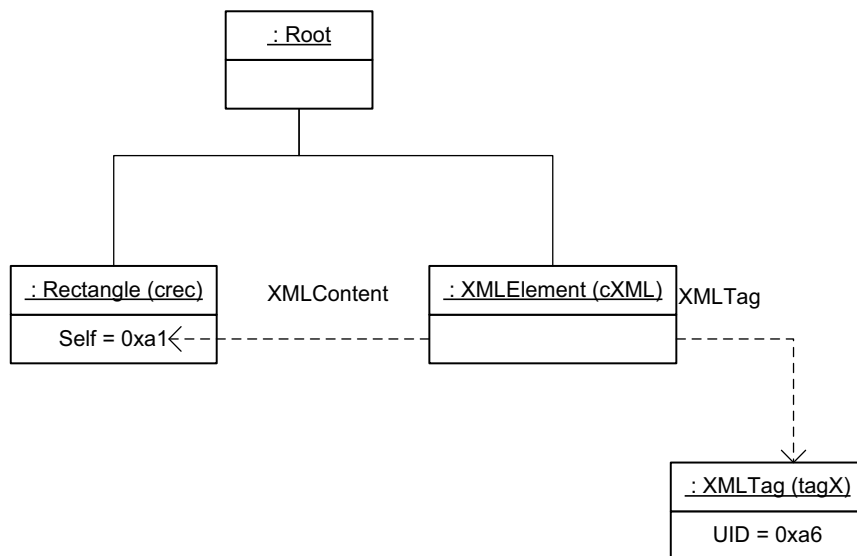 : Root
: Rectangle (crec)
XMLContent
: XMLElement (cXML)
XMLTag
Self = 0xa1
: XMLTag (tagX)
UID = 0xa6